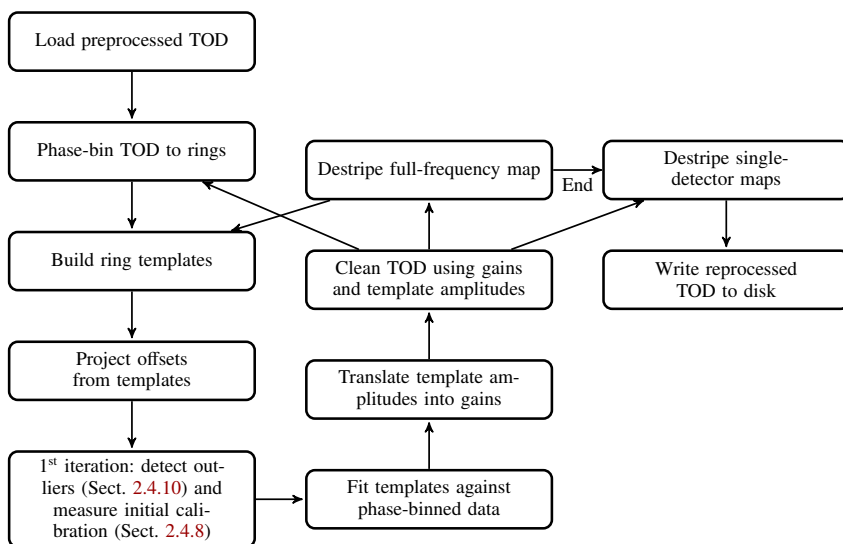 Load preprocessed TOD
Phase-bin TOD to rings
Build ring templates
Project offsets
from templates
1st iteration: detect out-
liers (Sect. 2.4.10) and
measure initial cali-
bration (Sect. 2.4.8)
Fit templates against
phase-binned data
Translate template am-
plitudes into gains
Clean TOD using gains
and template amplitudes
Destripe full-frequency map
End
Destripe single-
detector maps
Write reprocessed
TOD to disk